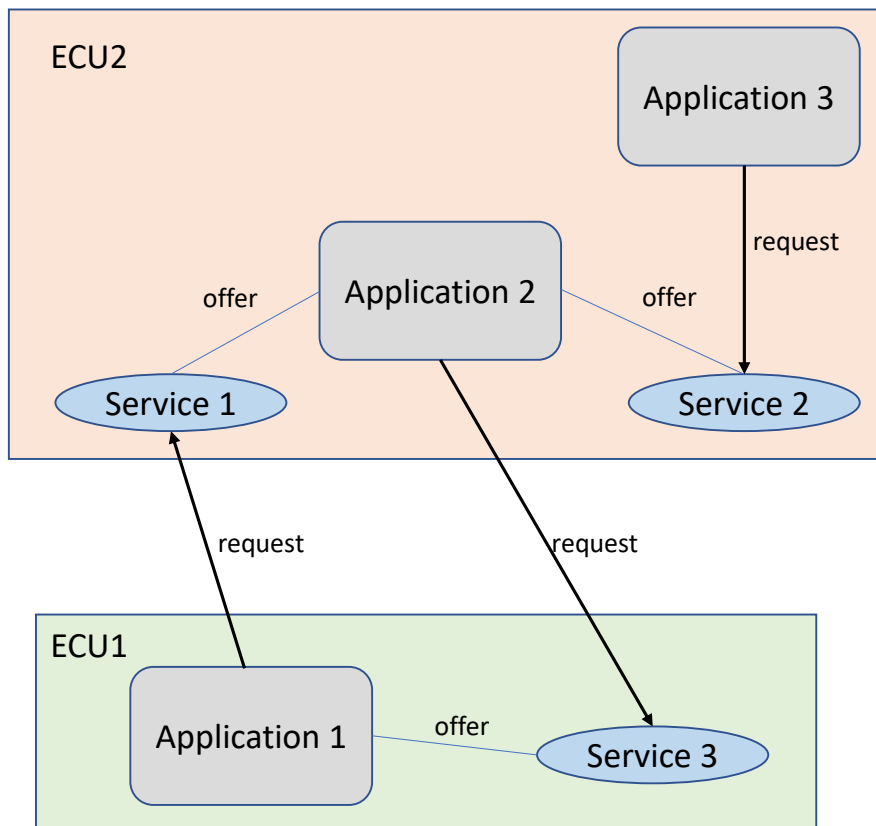 ECU2
Application 3
request
Application 2
offer
offer
Service 1
Service 2
request
request
ECU1
Application 1
offer
Service 3